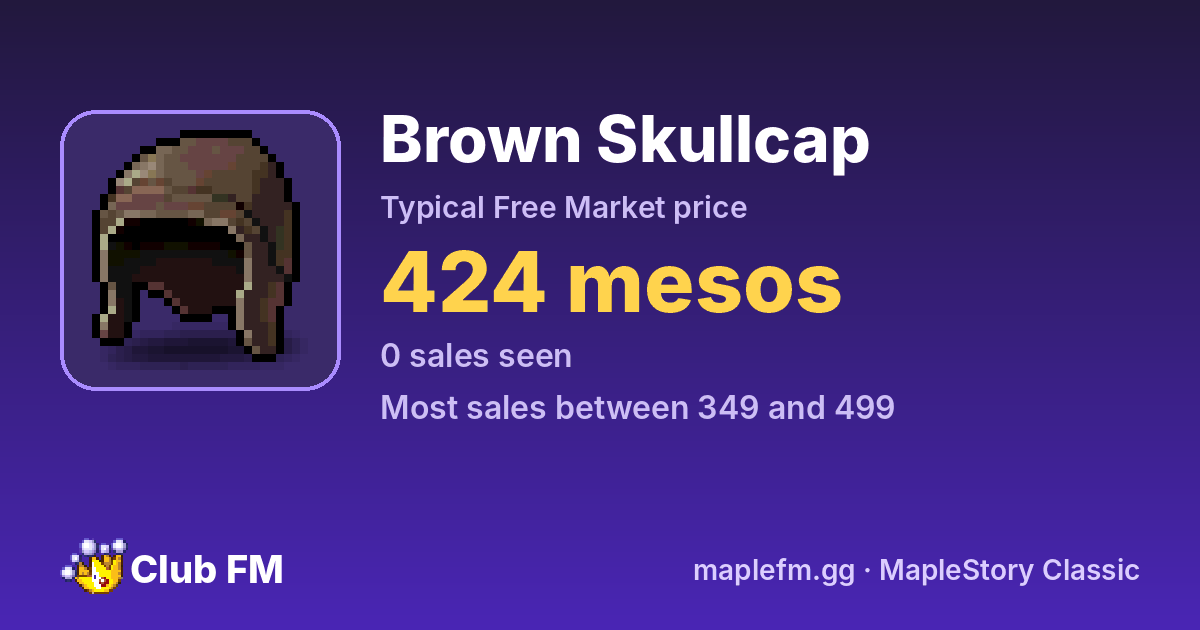 Brown Skullcap
Typical Free Market price
424 mesos
0 sales seen
Most sales between 349 and 499
Club FM
maplefm.gg · MapleStory Classic